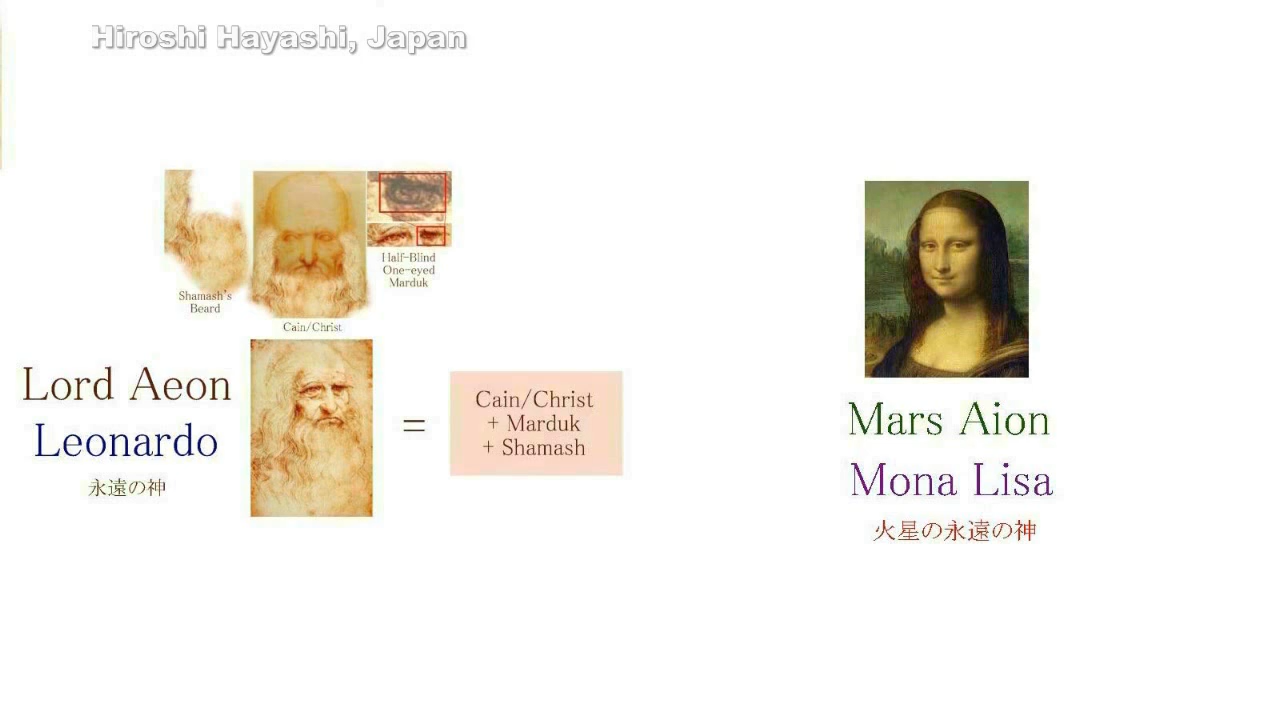 Hiroshi Hayashi, Japan
Shamash's
Beard
Cain/Christ
Half-Blind
One-eyed
Marduk
Lord Aeon
Leonardo
永遠の神
=
Cain/Christ
+ Marduk
+ Shamash
Mars Aion
Mona Lisa
火星の永遠の神